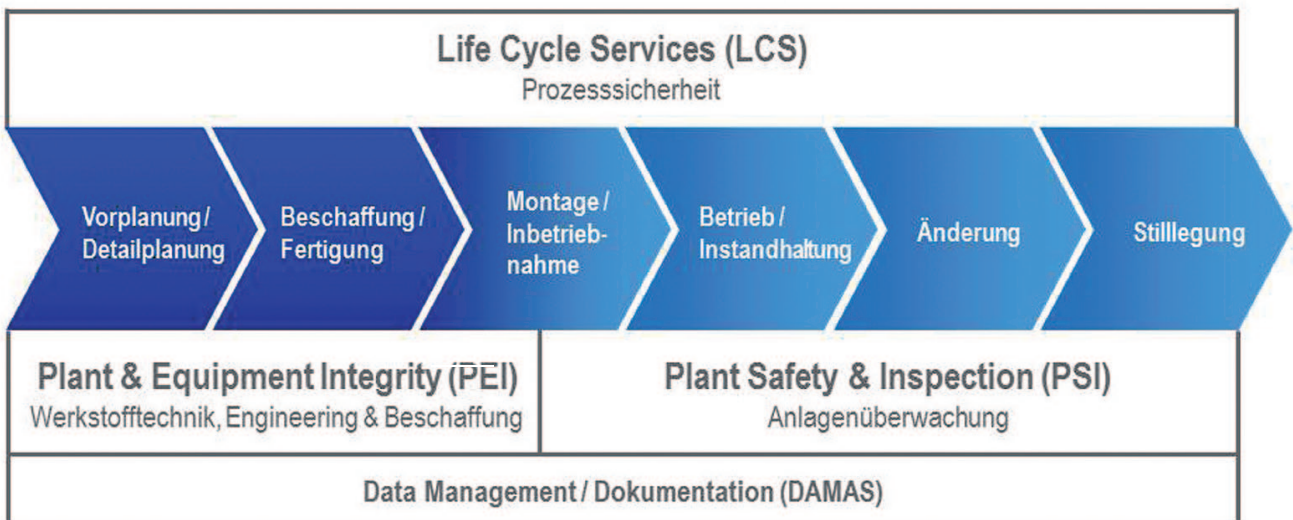 Life Cycle Services (LCS)
Prozesssicherheit
Vorplanung /
Detailplanung
Beschaffung /
Fertigung
Montage /
Inbetrieb-
nahme
Betrieb /
Instandhaltung
Änderung
Stilllegung
Plant & Equipment Integrity (PEI)
Werkstofftechnik, Engineering & Beschaffung
Plant Safety & Inspection (PSI)
Anlagenüberwachung
Data Management / Dokumentation (DAMAS)